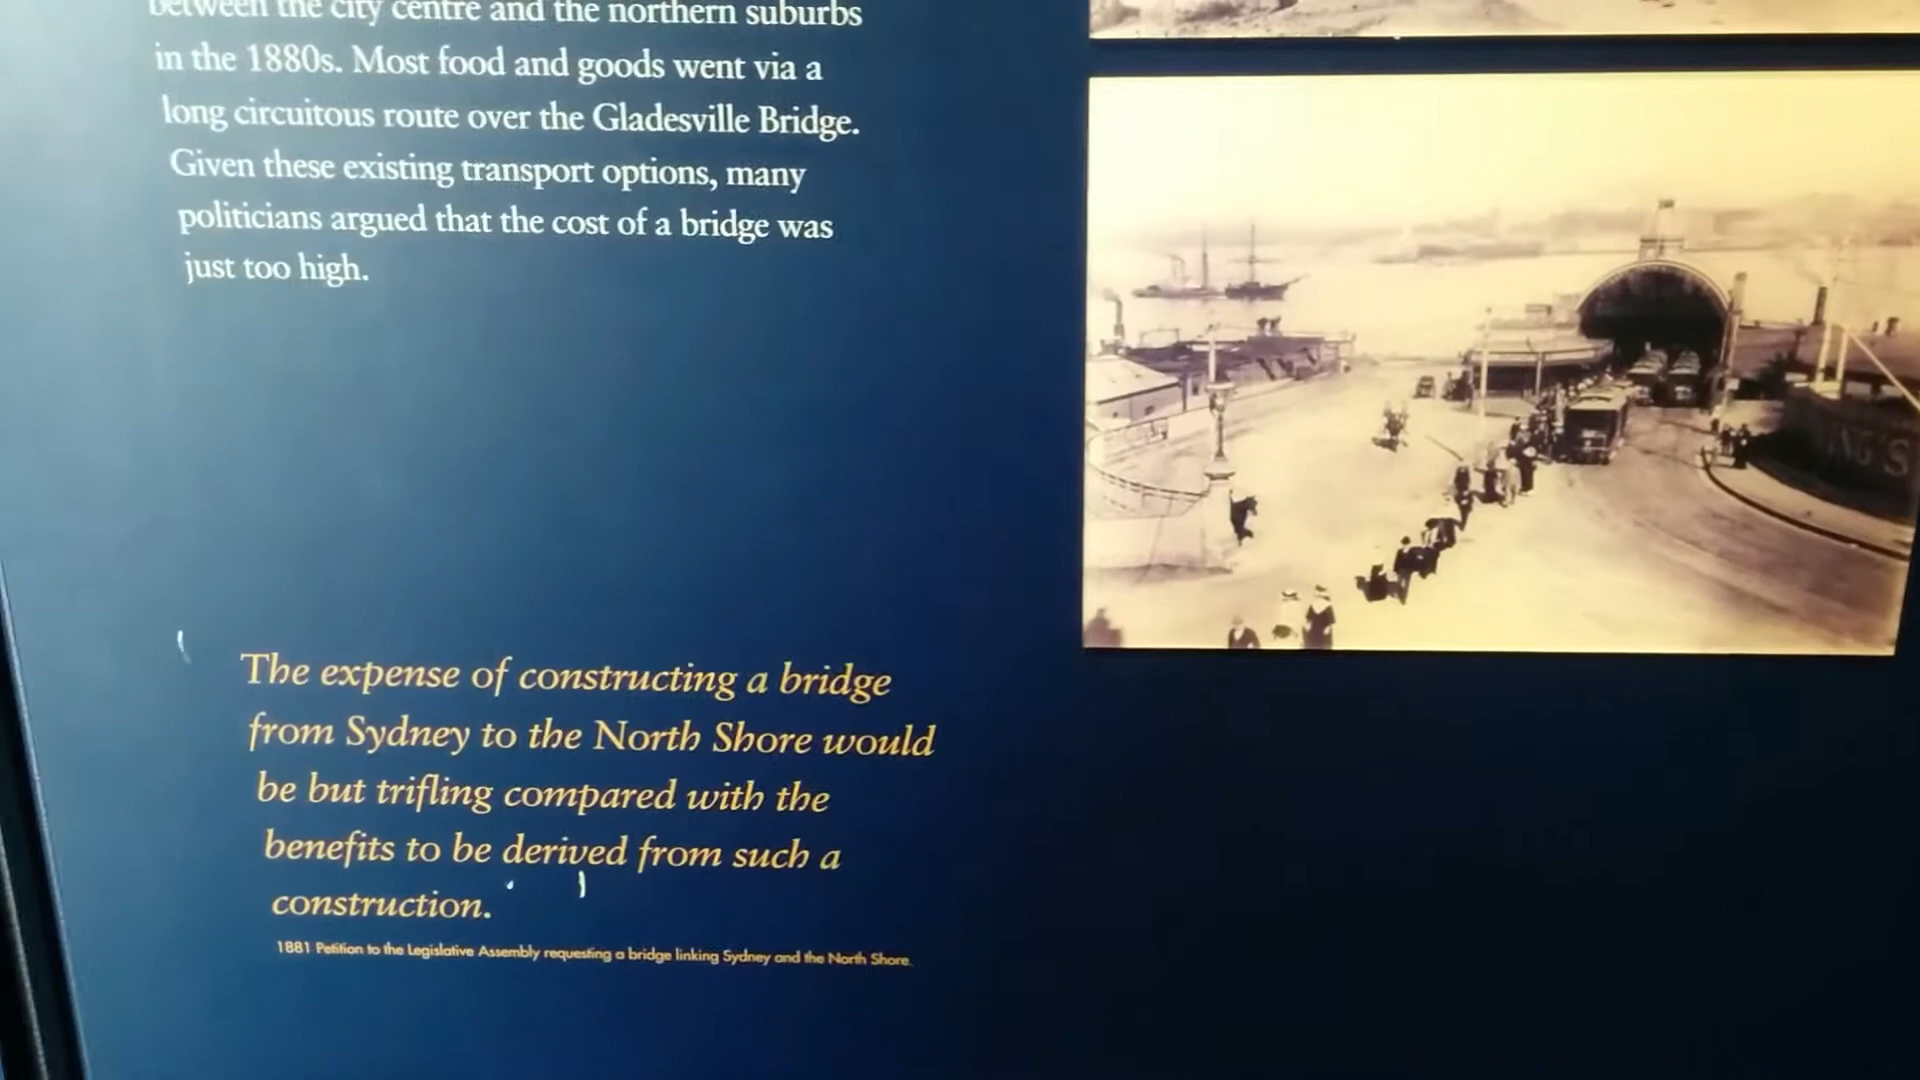 between the city centre and the northern suburbs
in the 1880s. Most food and goods went via a
long circuitous route over the Gladesville Bridge.
Given these existing transport options, many
politicians argued that the cost of a bridge was
just too high.
The expense of constructing a bridge
from Sydney to the North Shore would
be but trifling compared with the
benefits to be derived from such a
construction.
1881 Petition to the Legislative Assembly requesting a bridge linking Sydney and the North Shore.